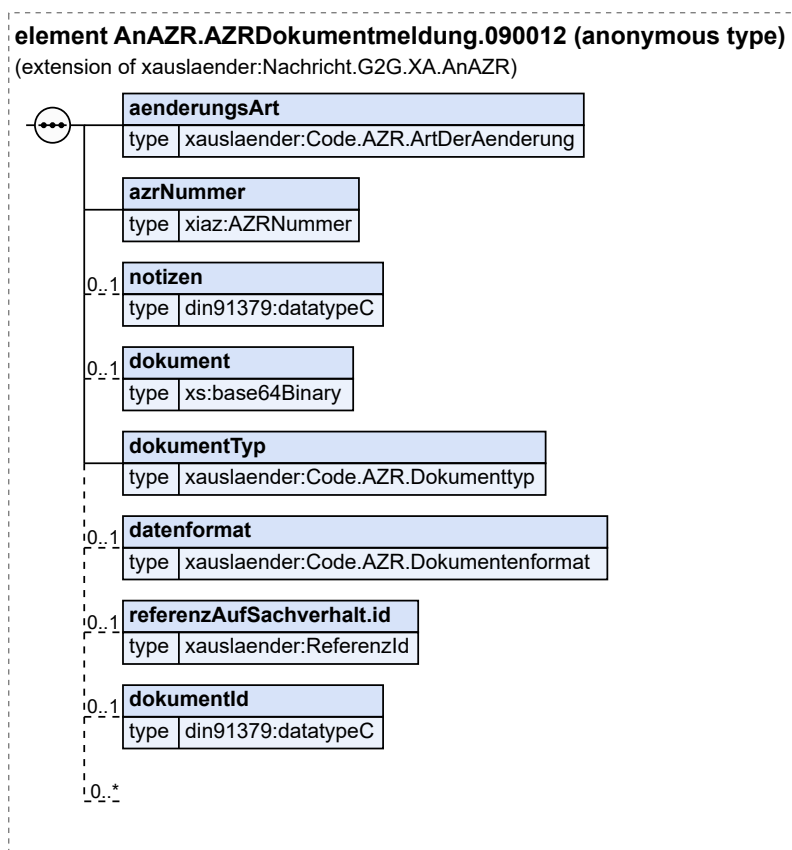 element AnAZR.AZRDokumentmeldung.090012 (anonymous type)
(extension of xauslaender:Nachricht.G2G.XA.AnAZR)
aenderungsArt
type xauslaender:Code.AZR.ArtDerAenderung
azrNummer
type xiaz:AZRNummer
0..1 notizen
type din91379:datatypeC
0..1 dokument
type xs:base64Binary
dokumentTyp
type xauslaender:Code.AZR.Dokumenttyp
0..1 datenformat
type xauslaender:Code.AZR.Dokumentenformat
0..1 referenzAufSachverhalt.id
type xauslaender:ReferenzId
0..1 dokumentId
type din91379:datatypeC
0..*